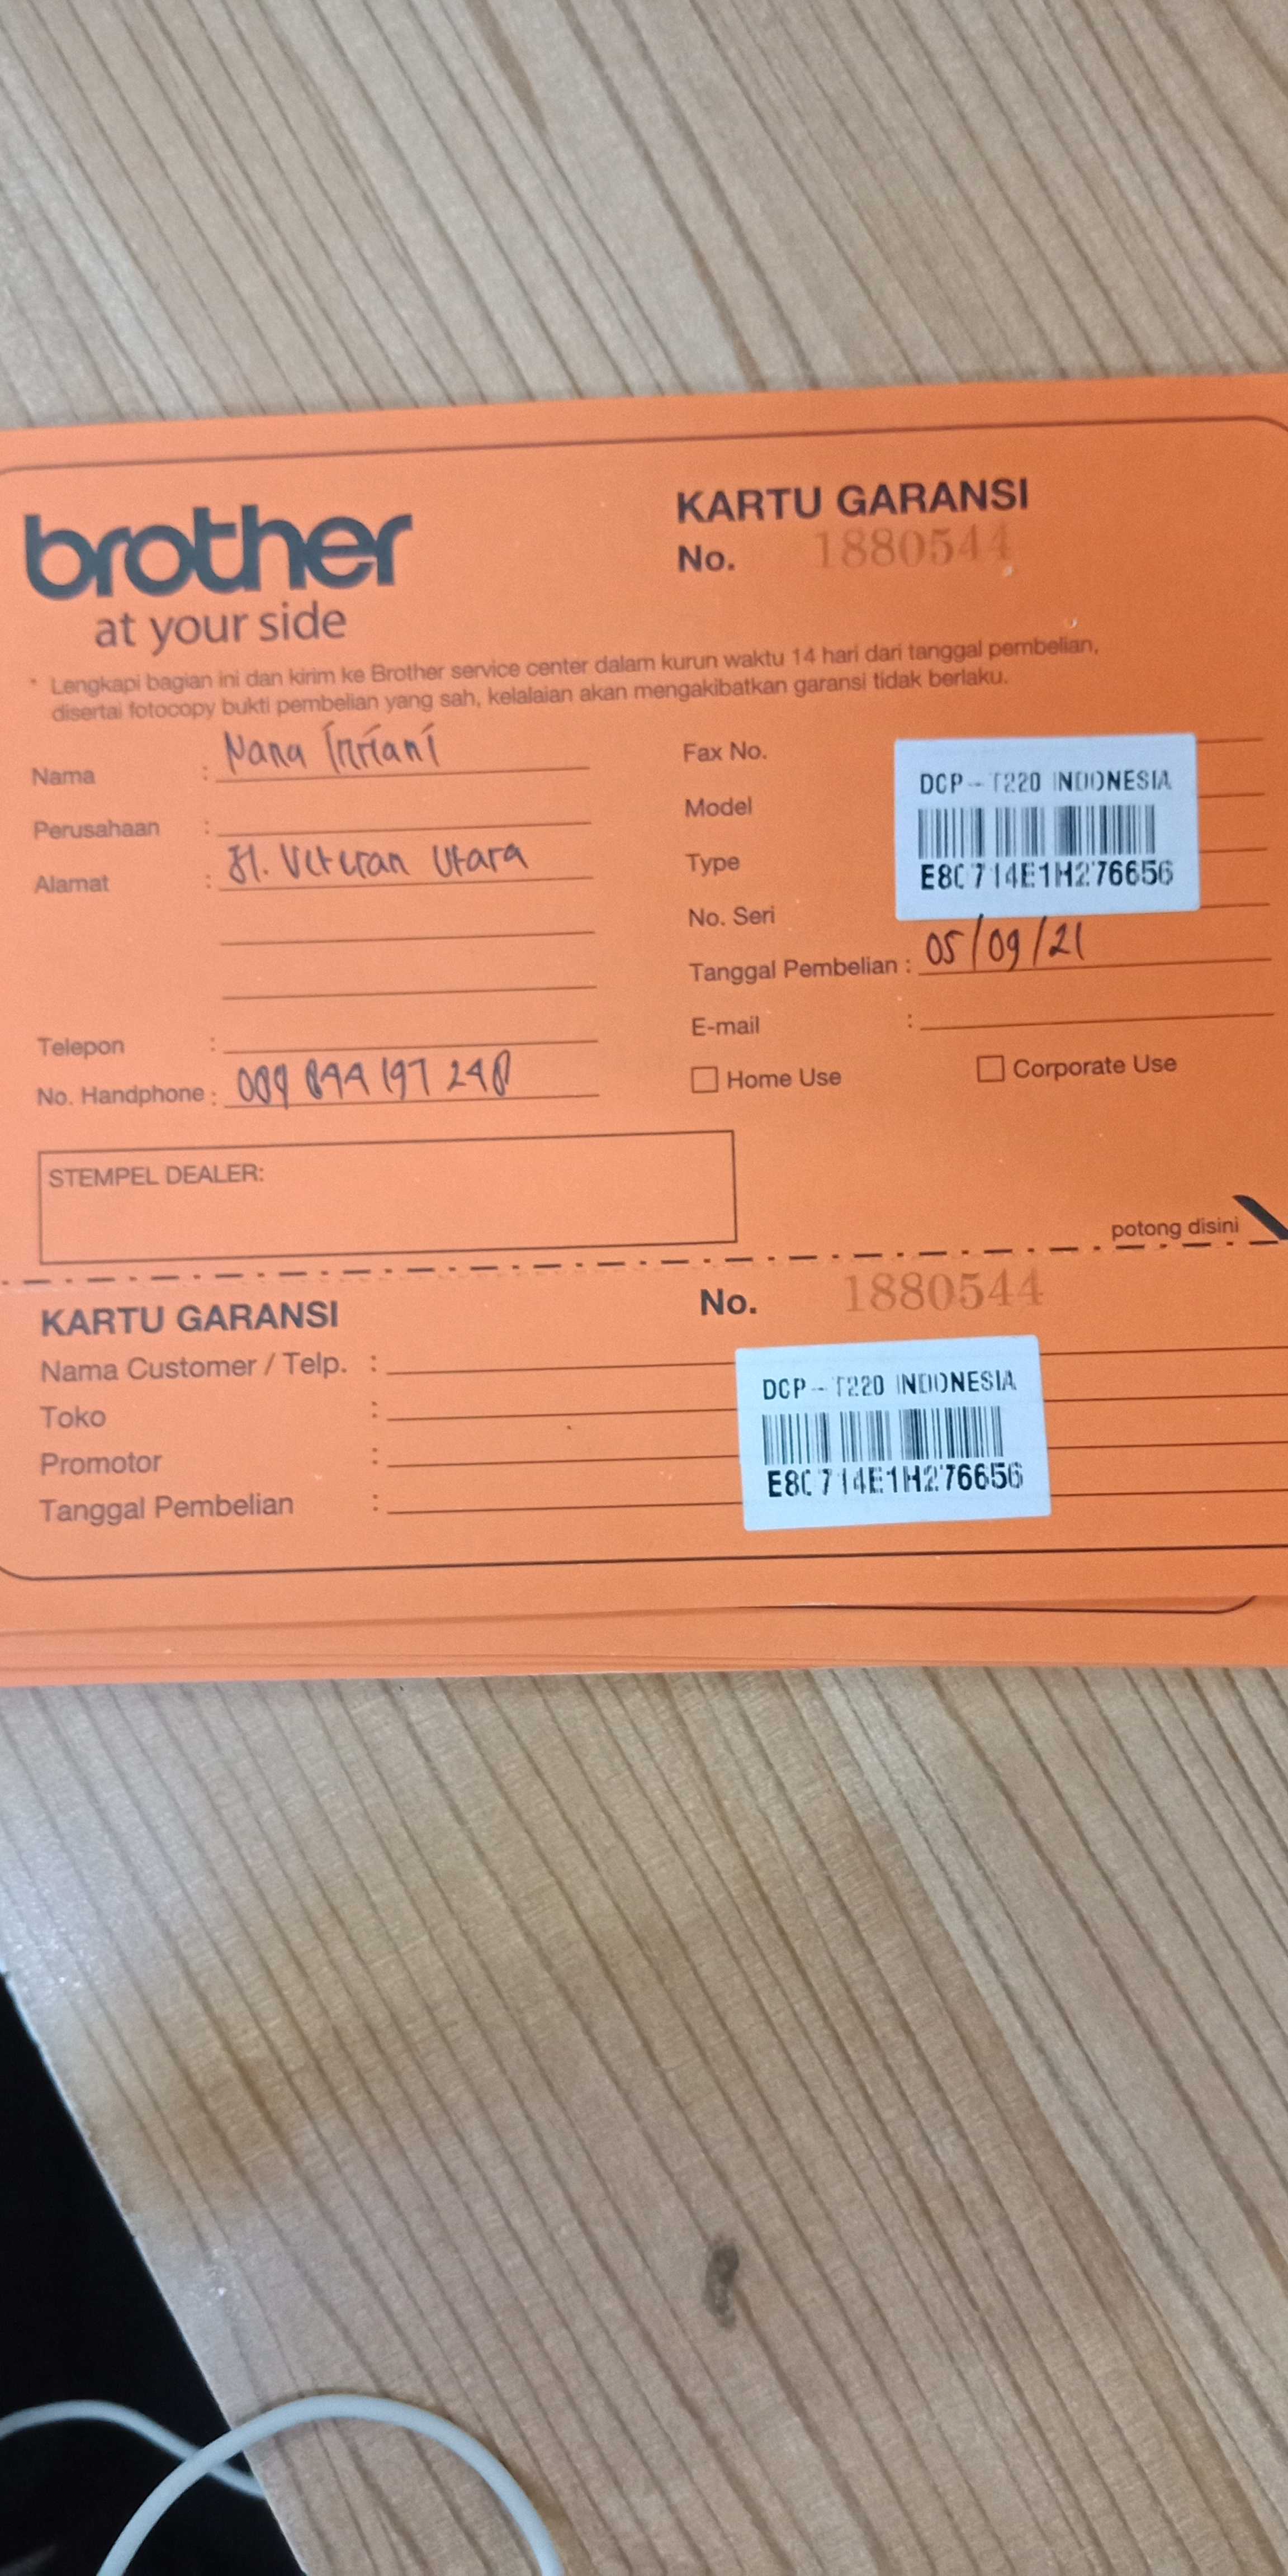 brother
at your side
KARTU GARANSI
No. 1880544
* Lengkapi bagian ini dan kirim ke Brother service center dalam kurun waktu 14 hari dari tanggal pembelian,
disertai fotocopy bukti pembelian yang sah, kelalaian akan mengakibatkan garansi tidak berlaku.
Nama : Nana
Perusahaan :
Alamat : Jl. Veteran Utara
Telepon :
No. Handphone : 089 844 197 248
Fax No.
Model
Type
No. Seri
DCP-T220 INDONESIA
E80714E1H276656
Tanggal Pembelian : 05/09/21
E-mail :
Home Use
Corporate Use
STEMPEL DEALER:
potong disini
KARTU GARANSI
No. 1880544
Nama Customer / Telp. :
Toko :
Promotor :
Tanggal Pembelian :
DCP-T220 INDONESIA
E80714E1H276656